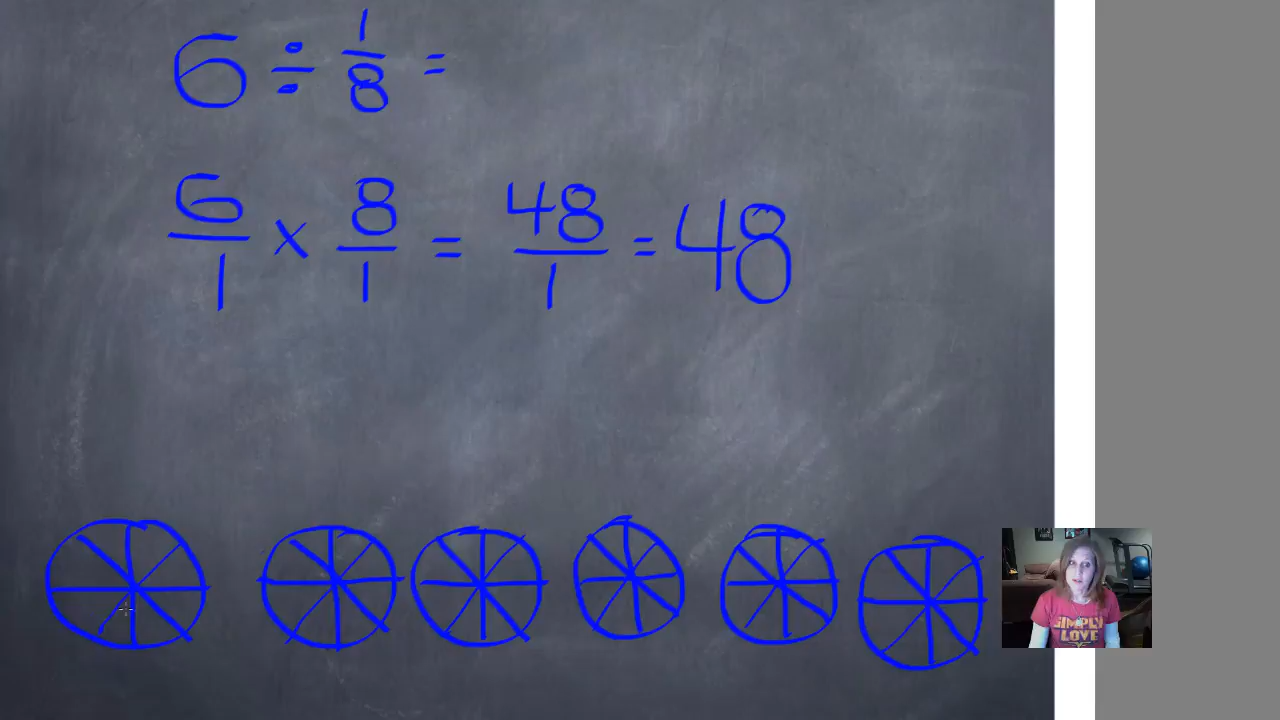 6 ÷ 1/8 =
6/1 x 8/1 = 48/1 = 48
SIMPLY
LOVE